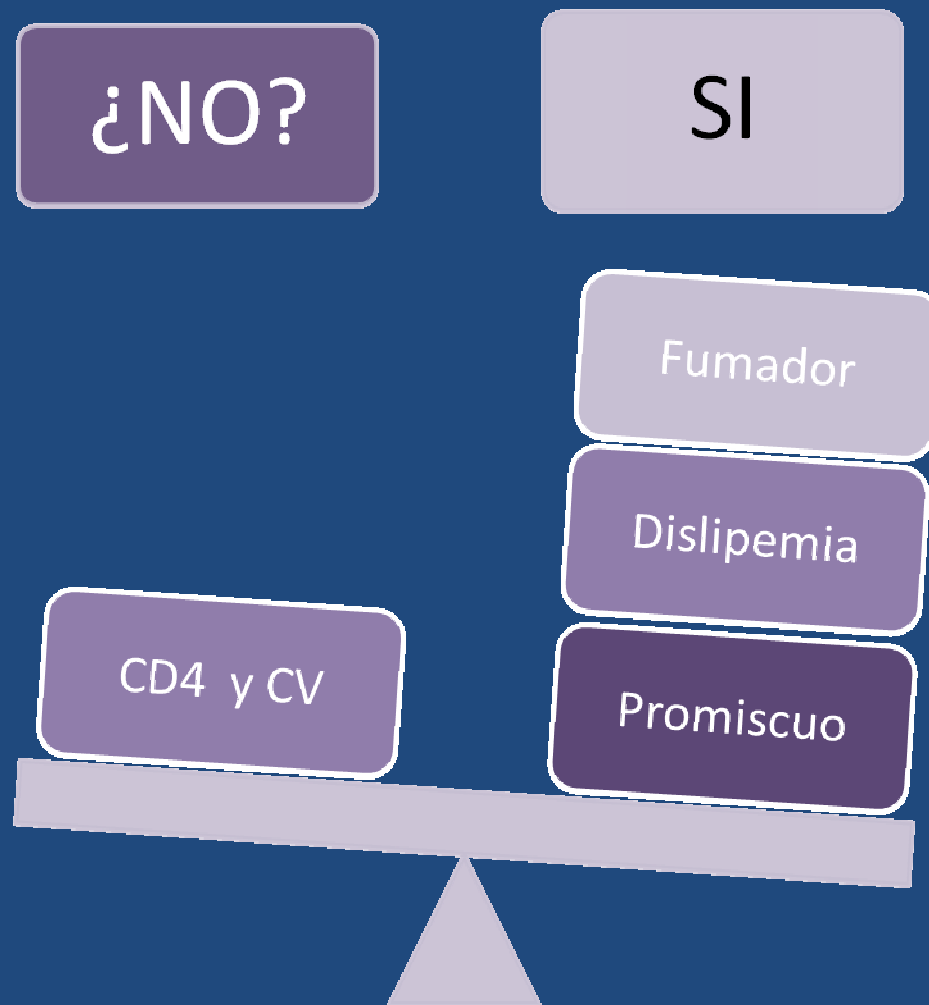 ¿NO?
SI
Fumador
Dislipemia
CD4 y CV
Promiscuo